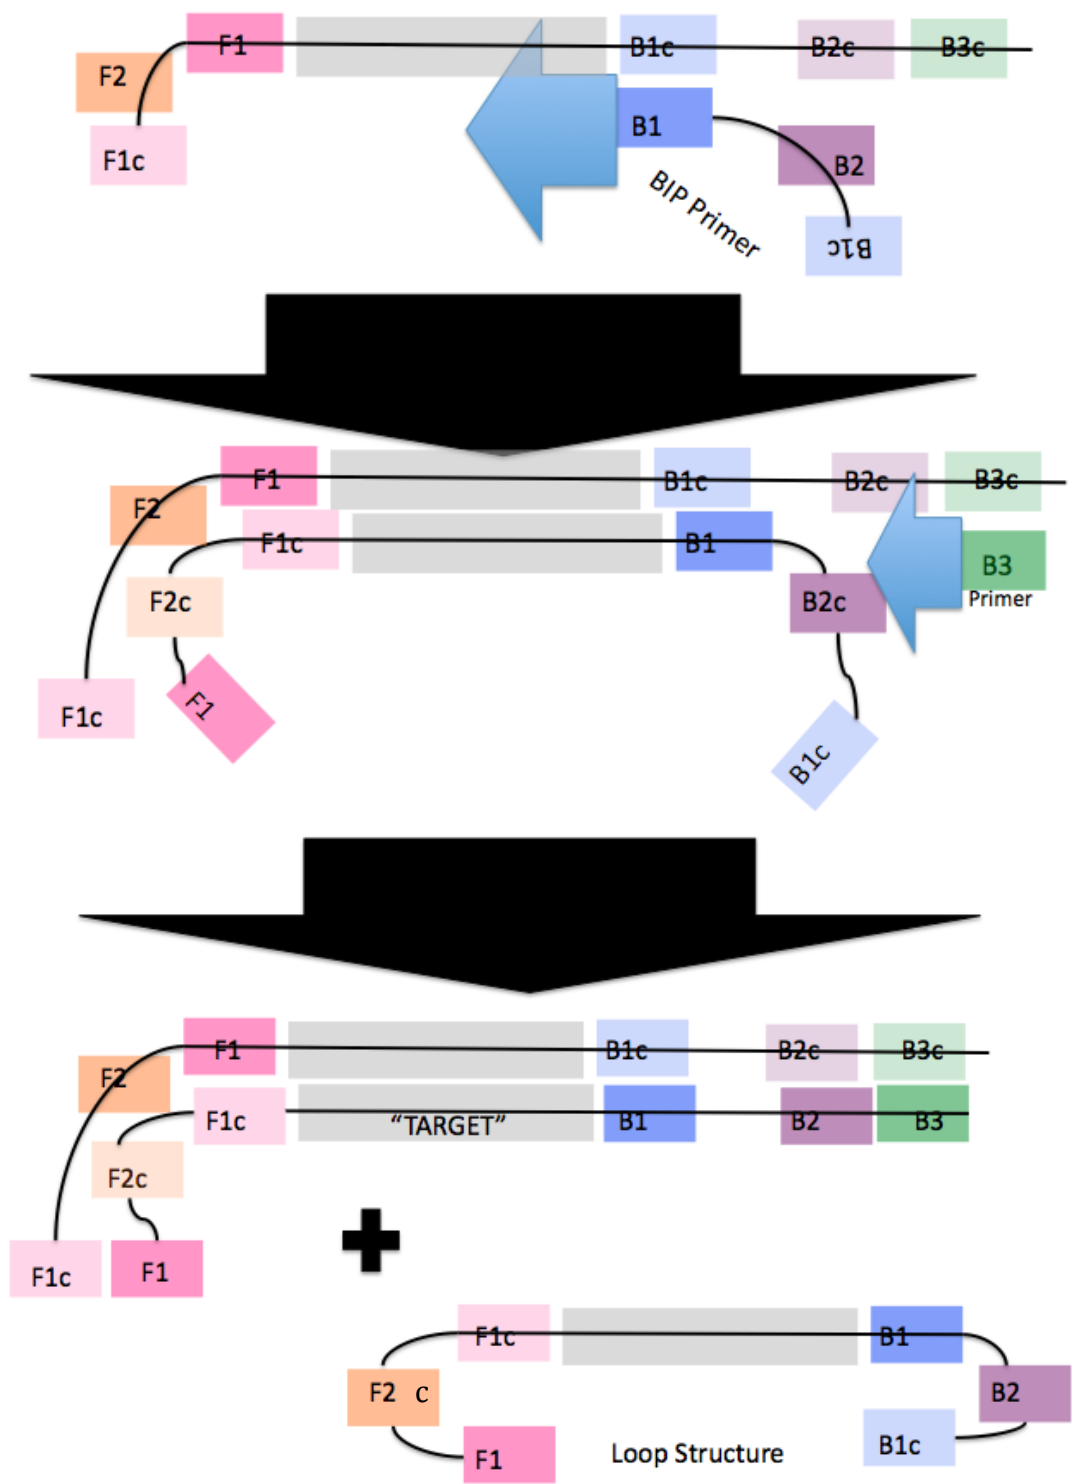 F1 B1c B2c B3c
F2
B1
F1c
B2
BIP Primer
B1c
F1 B1c B2c B3c
F2
F1c B1
B3
F2c B2c Primer
F1
F1c
B1c
F1 B1c B2c B3c
F2
F1c "TARGET" B1 B2 B3
F2c
F1c F1
F1c B1
F2 c B2
F1 Loop Structure B1c